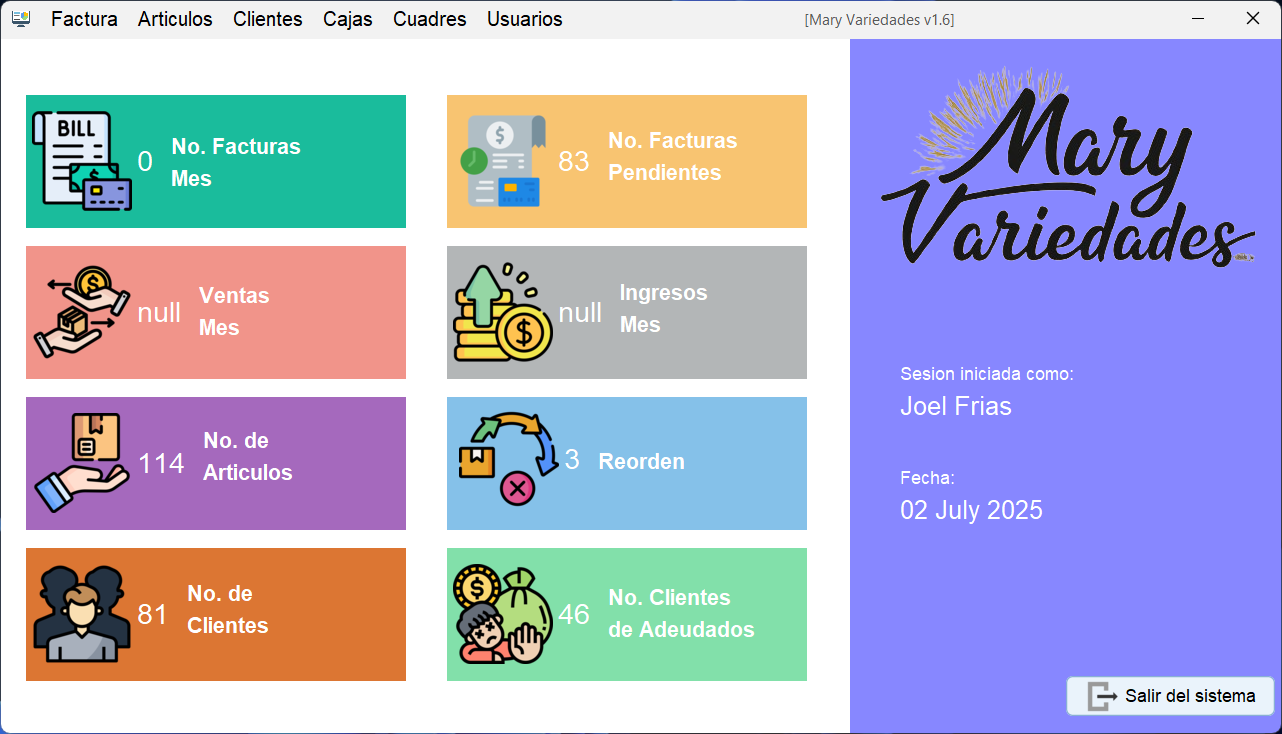 Factura Articulos Clientes Cajas Cuadres Usuarios [Mary Variedades v1.6]
BILL
0 No. Facturas
Mes
83 No. Facturas
Pendientes
null Ventas
Mes
null Ingresos
Mes
114 No. de
Articulos
3 Reorden
81 No. de
Clientes
46 No. Clientes
de Adeudados
Mary
Variedades
Sesion iniciada como:
Joel Frias
Fecha:
02 July 2025
Salir del sistema